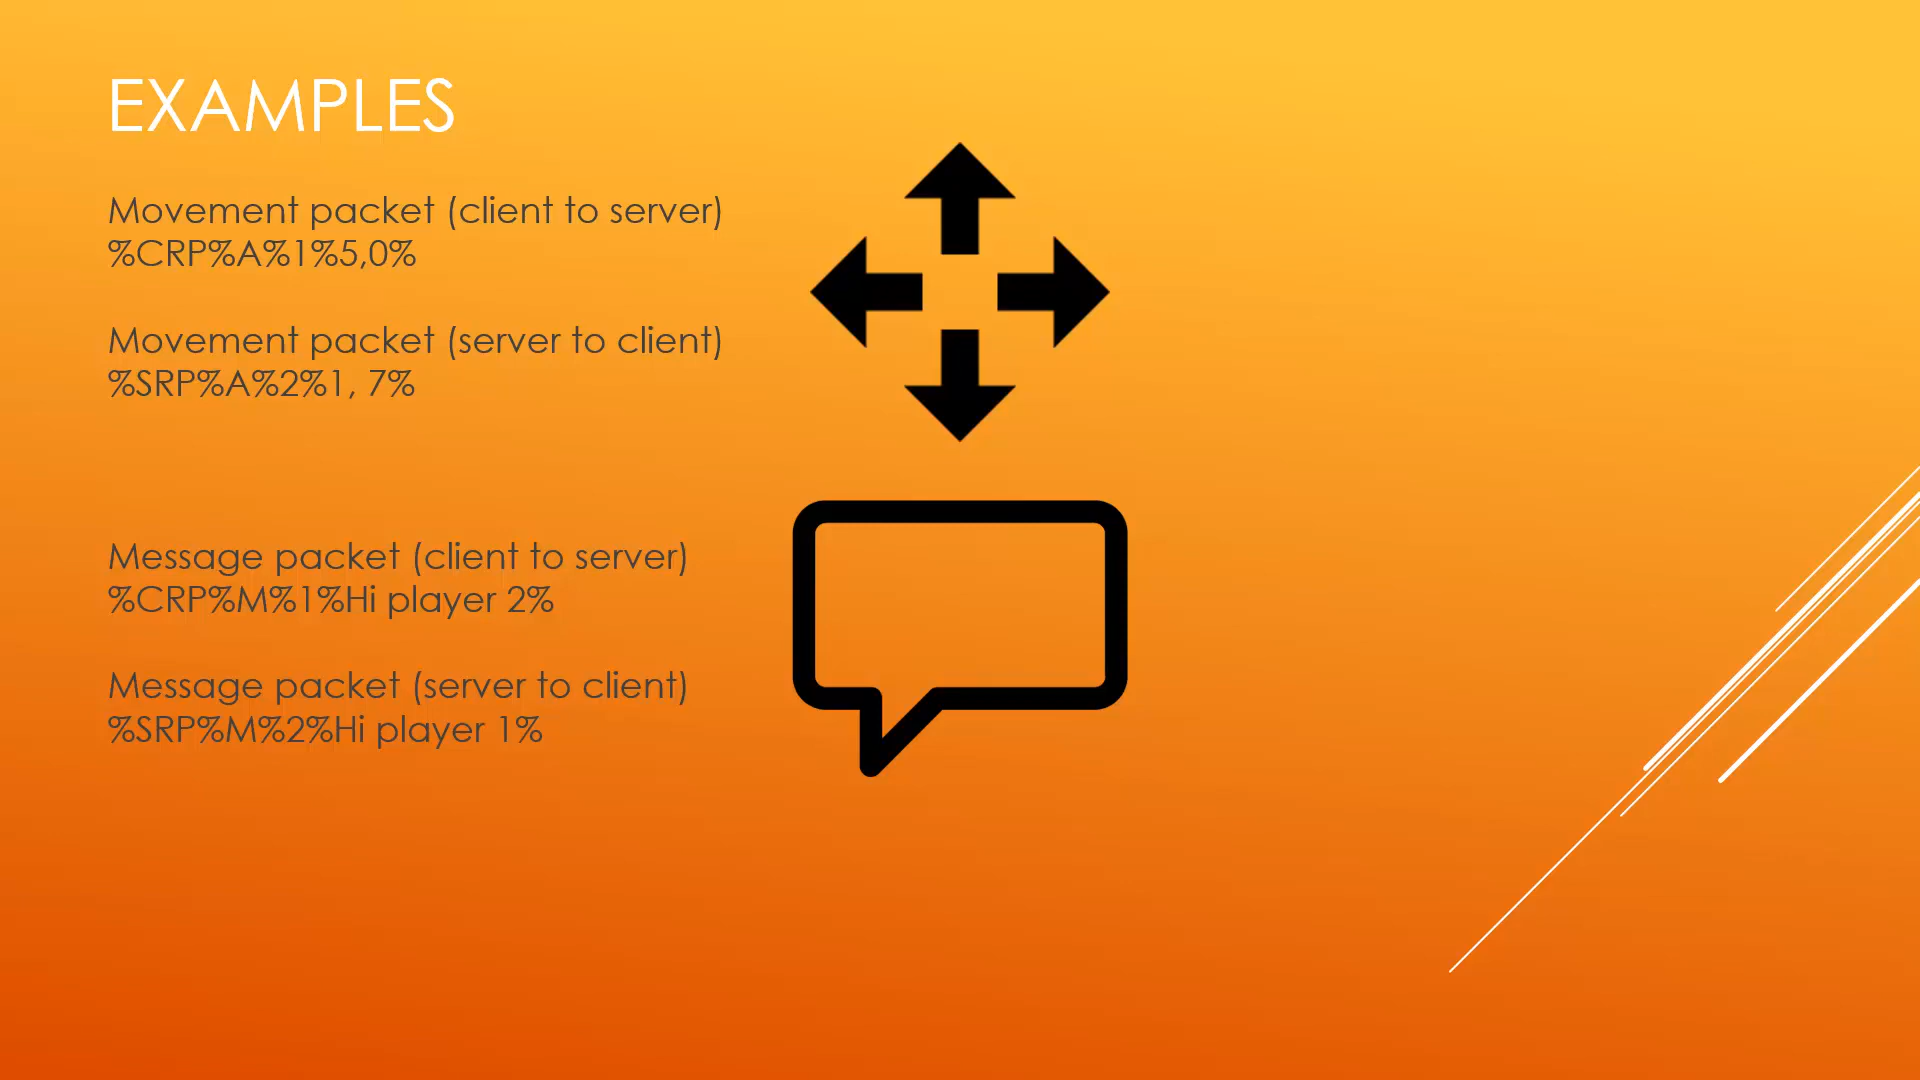 EXAMPLES
Movement packet (client to server)
%CRP%A%1%5,0%
Movement packet (server to client)
%SRP%A%2%1, 7%
Message packet (client to server)
%CRP%M%1%Hi player 2%
Message packet (server to client)
%SRP%M%2%Hi player 1%